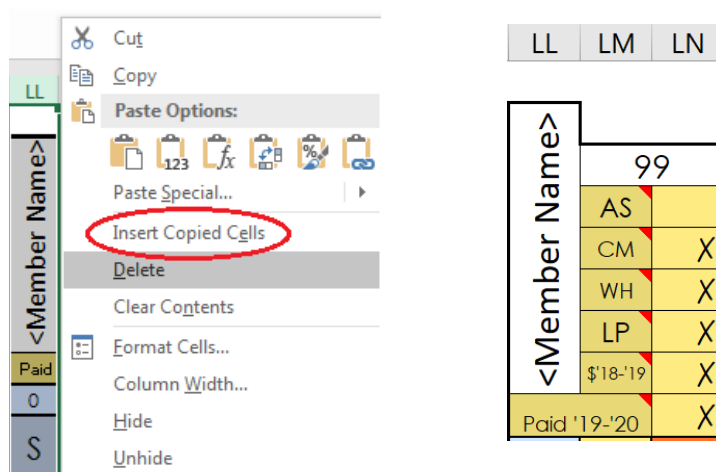 LL
<Member Name>
Paid
0
S
Cut
Copy
Paste Options:
123
fx
%
Paste Special...
Insert Copied Cells
Delete
Clear Contents
Format Cells...
Column Width...
Hide
Unhide
LL LM LN
<Member Name>
99
AS
CM X
WH X
LP X
$'18-'19 X
Paid '19-'20 X